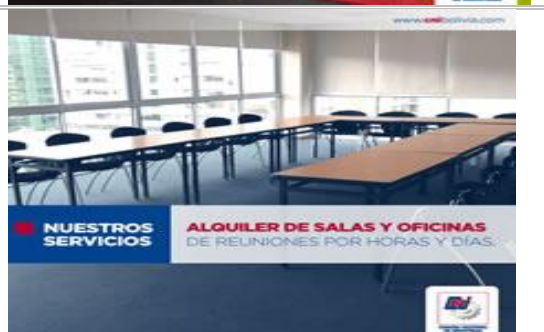 www.cnibolivia.com
NUESTROS
SERVICIOS
ALQUILER DE SALAS Y OFICINAS
DE REUNIONES POR HORAS Y DÍAS.